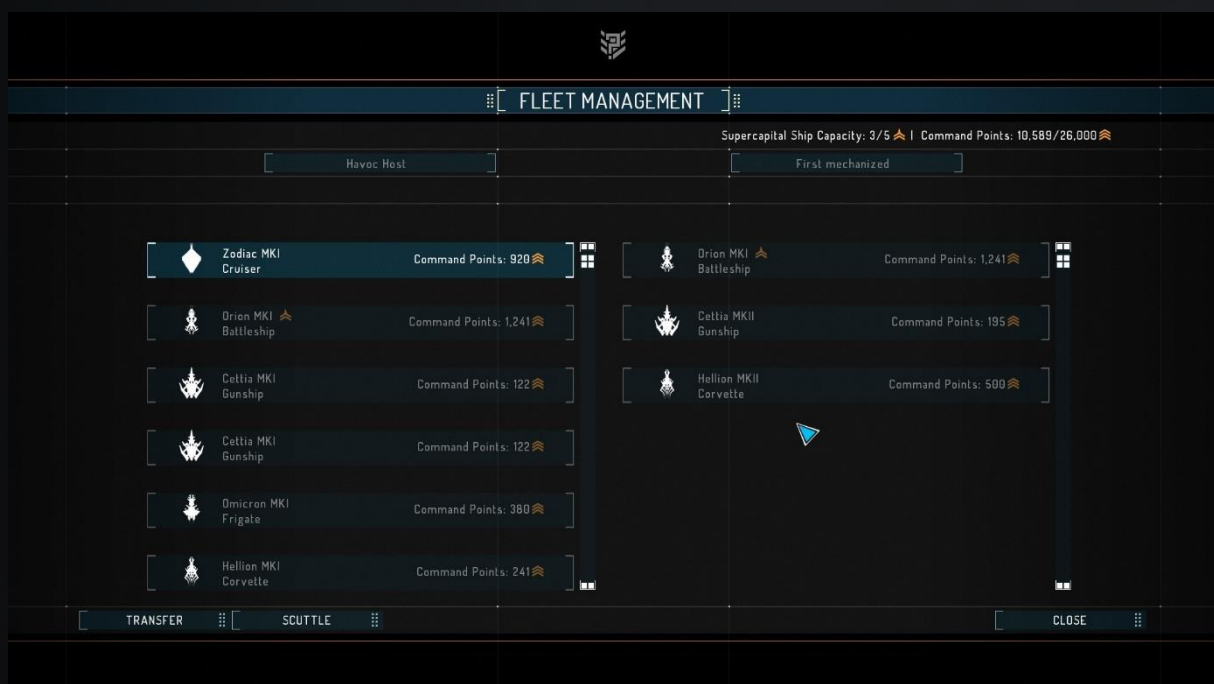 FLEET MANAGEMENT
Supercapital Ship Capacity: 3/5 | Command Points: 10,589/26,000
Havoc Host
First mechanized
Zodiac MKI
Cruiser
Command Points: 920
Orion MKI
Battleship
Command Points: 1,241
Cettia MKI
Gunship
Command Points: 122
Cettia MKI
Gunship
Command Points: 122
Omicron MKI
Frigate
Command Points: 380
Hellion MKI
Corvette
Command Points: 241
Orion MKI
Battleship
Command Points: 1,241
Cettia MKII
Gunship
Command Points: 195
Hellion MKII
Corvette
Command Points: 500
TRANSFER
SCUTTLE
CLOSE